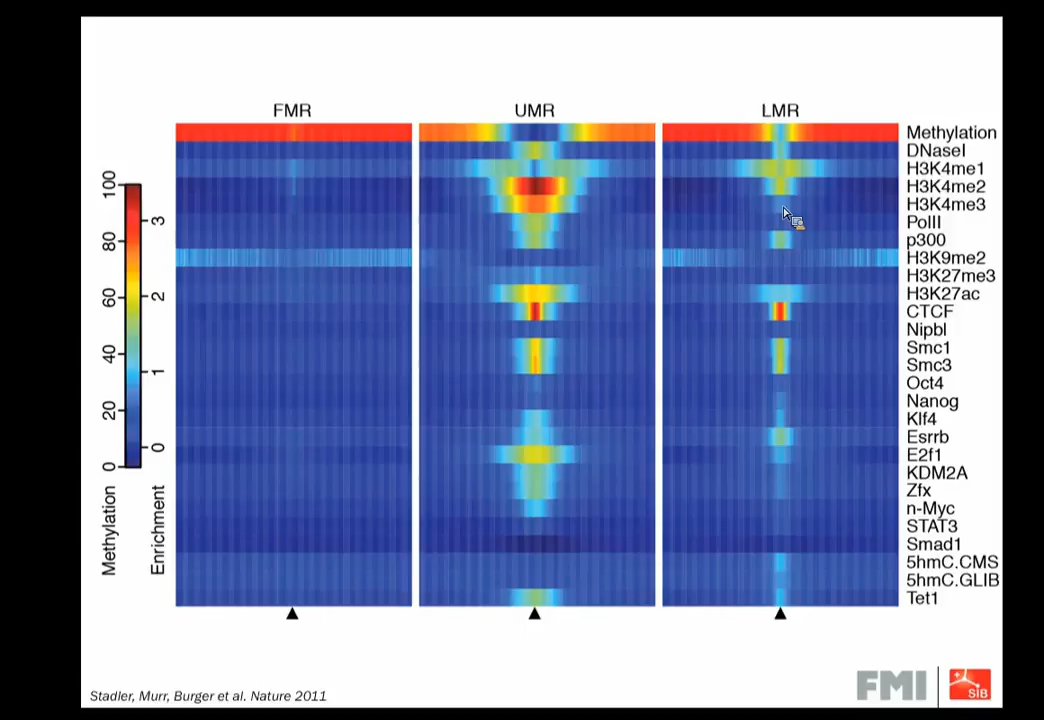 FMR UMR LMR
Methylation
DNaseI
H3K4me1
H3K4me2
H3K4me3
PolII
p300
H3K9me2
H3K27me3
H3K27ac
CTCF
Nipbl
Smc1
Smc3
Oct4
Nanog
Klf4
Esrrb
E2f1
KDM2A
Zfx
n-Myc
STAT3
Smad1
5hmC.CMS
5hmC.GLIB
Tet1
100
80
60
40
20
0
3
2
1
0
Methylation
Enrichment
Stadler, Murr, Burger et al. Nature 2011
FMI
SIB